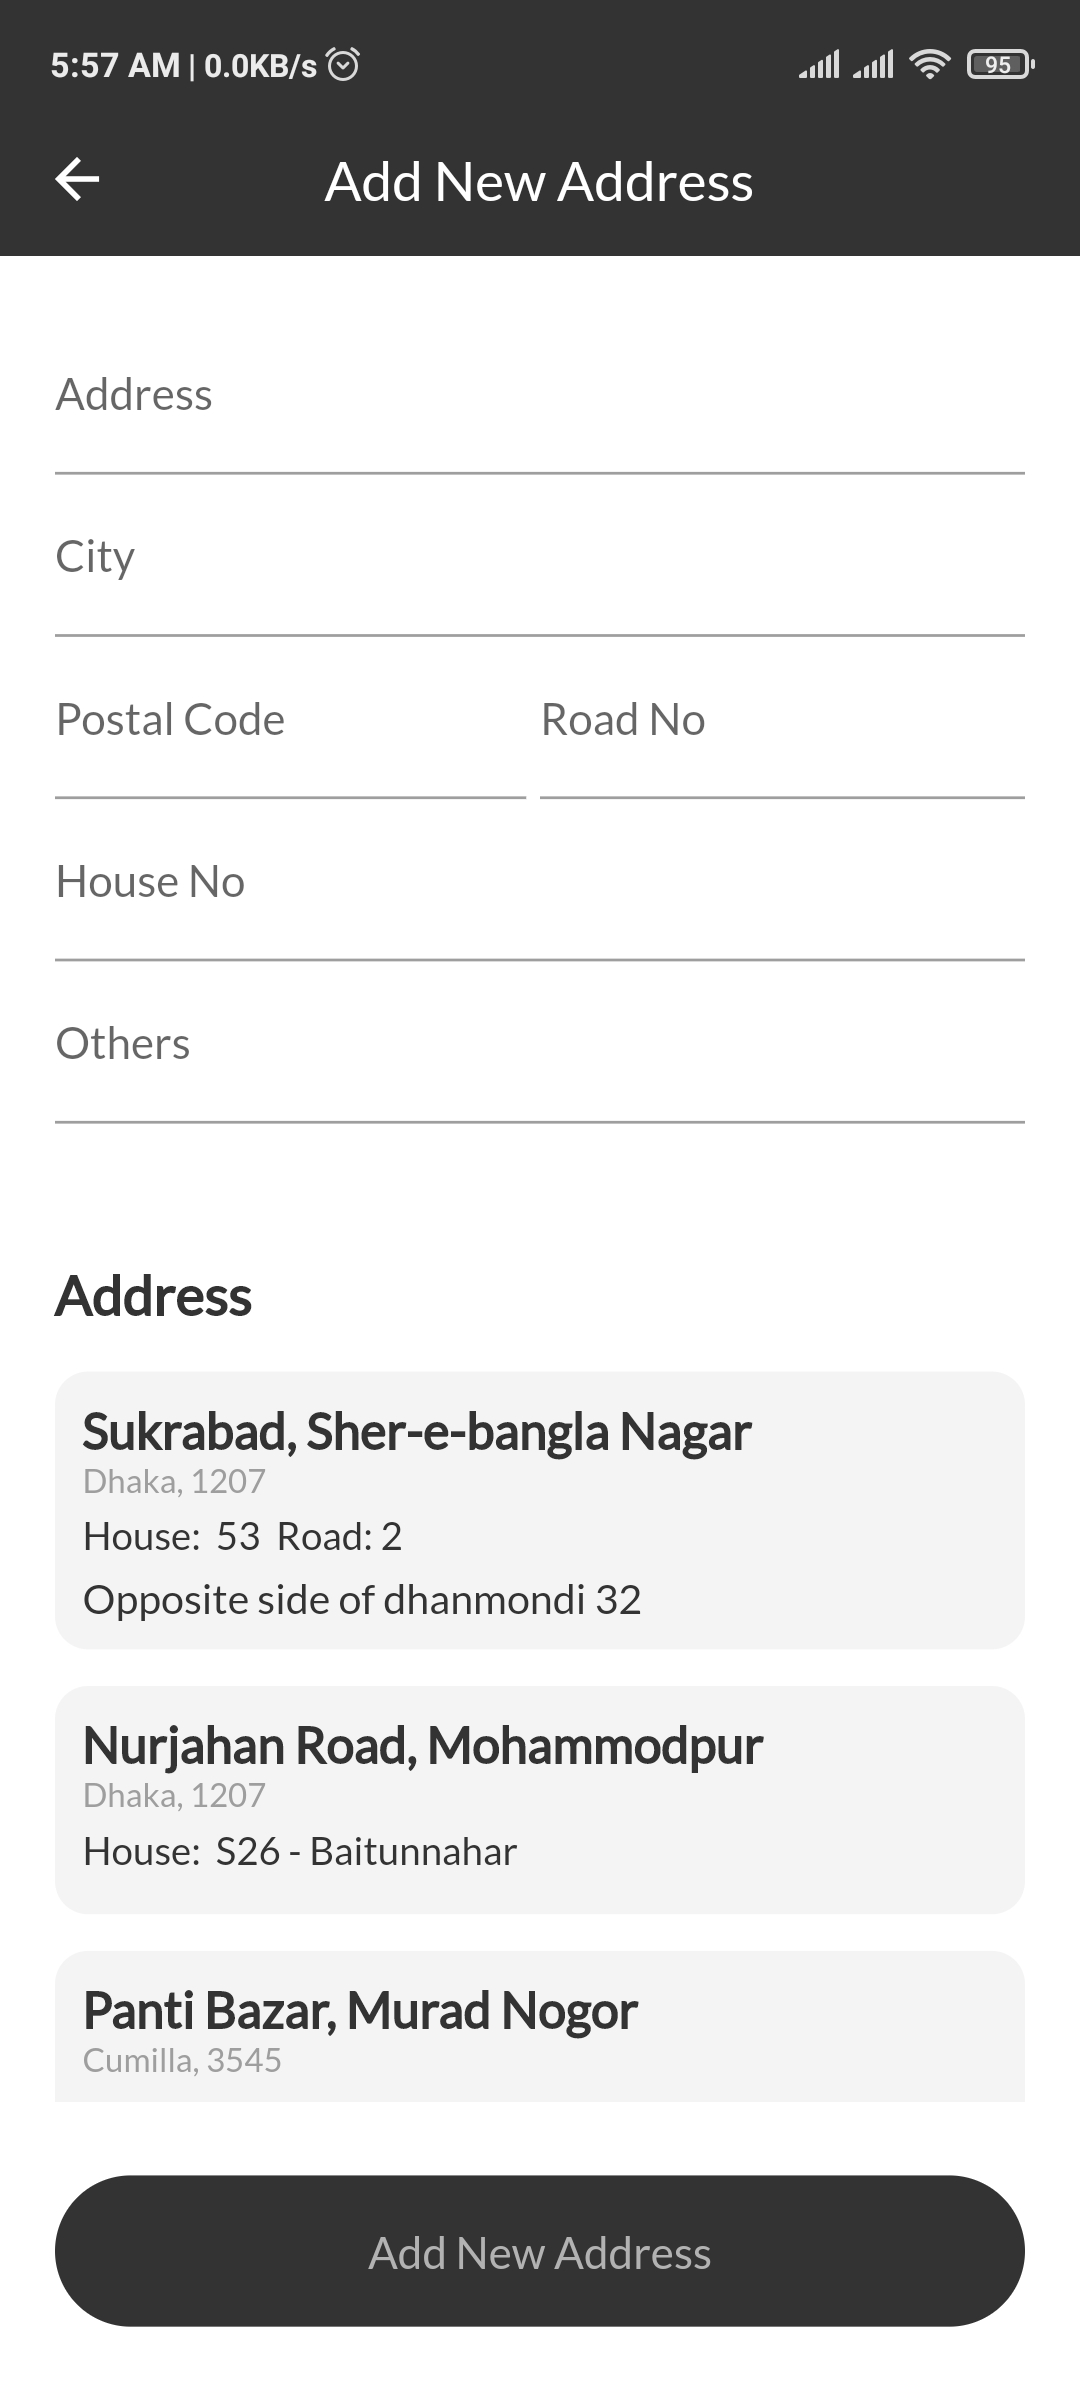 5:57 AM | 0.0KB/s 95
Add New Address
Address
City
Postal Code Road No
House No
Others
Address
Sukrabad, Sher-e-bangla Nagar
Dhaka, 1207
House: 53 Road: 2
Opposite side of dhanmondi 32
Nurjahan Road, Mohammodpur
Dhaka, 1207
House: S26 - Baitunnahar
Panti Bazar, Murad Nogor
Cumilla, 3545
Add New Address